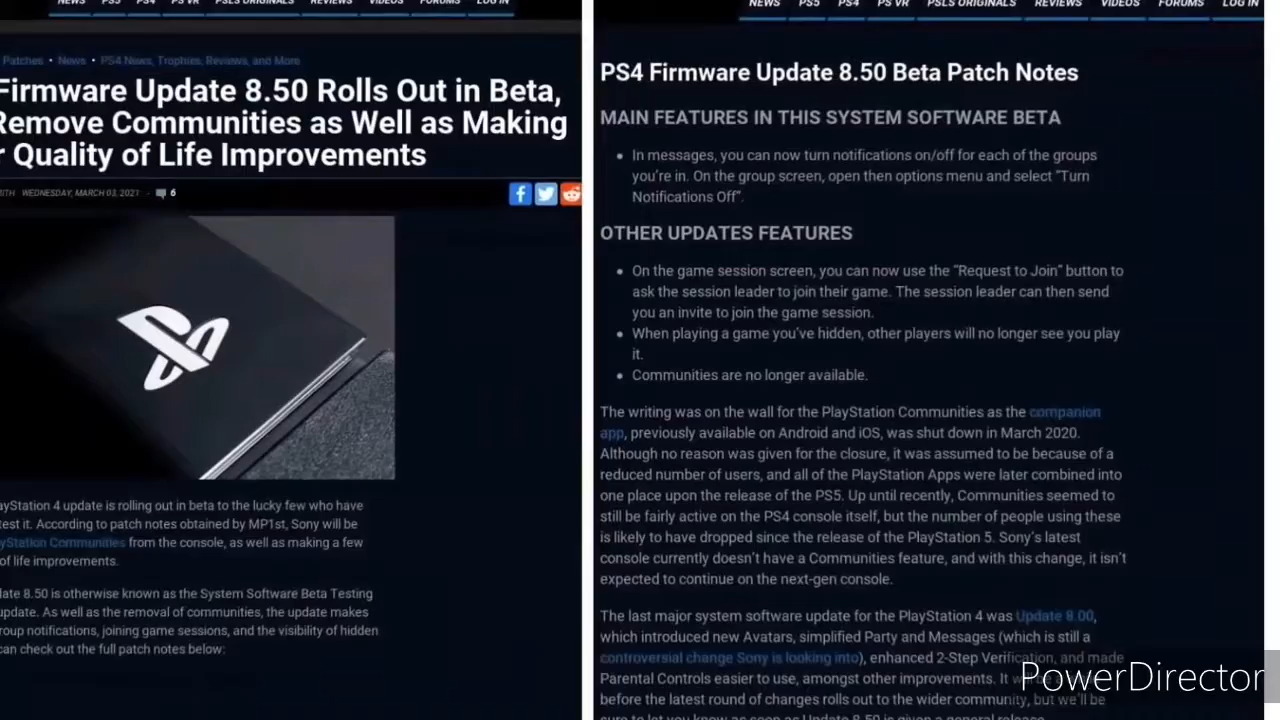 NEWS PS5 PS4 PS VR PSLS ORIGINALS REVIEWS VIDEOS FORUMS LOG IN
Patches • News • PS4 News, Trophies, Reviews, and More
Firmware Update 8.50 Rolls Out in Beta,
Remove Communities as Well as Making
r Quality of Life Improvements
ITH WEDNESDAY, MARCH 03, 2021 - 6
ayStation 4 update is rolling out in beta to the lucky few who have
test it. According to patch notes obtained by MP1st, Sony will be
yStation Communities from the console, as well as making a few
of life improvements.
date 8.50 is otherwise known as the System Software Beta Testing
update. As well as the removal of communities, the update makes
roup notifications, joining game sessions, and the visibility of hidden
can check out the full patch notes below:
NEWS PS5 PS4 PS VR PSLS ORIGINALS REVIEWS VIDEOS FORUMS LOG IN
PS4 Firmware Update 8.50 Beta Patch Notes
MAIN FEATURES IN THIS SYSTEM SOFTWARE BETA
• In messages, you can now turn notifications on/off for each of the groups
you’re in. On the group screen, open then options menu and select “Turn
Notifications Off”.
OTHER UPDATES FEATURES
• On the game session screen, you can now use the “Request to Join” button to
ask the session leader to join their game. The session leader can then send
you an invite to join the game session.
• When playing a game you’ve hidden, other players will no longer see you play
it.
• Communities are no longer available.
The writing was on the wall for the PlayStation Communities as the companion
app, previously available on Android and iOS, was shut down in March 2020.
Although no reason was given for the closure, it was assumed to be because of a
reduced number of users, and all of the PlayStation Apps were later combined into
one place upon the release of the PS5. Up until recently, Communities seemed to
still be fairly active on the PS4 console itself, but the number of people using these
is likely to have dropped since the release of the PlayStation 5. Sony’s latest
console currently doesn’t have a Communities feature, and with this change, it isn’t
expected to continue on the next-gen console.
The last major system software update for the PlayStation 4 was Update 8.00,
which introduced new Avatars, simplified Party and Messages (which is still a
controversial change Sony is looking into), enhanced 2-Step Verification, and made
Parental Controls easier to use, amongst other improvements. It
before the latest round of changes rolls out to the wider community, but we’ll be
sure to let you know as soon as Update 8.50 is given a general release.
PowerDirector